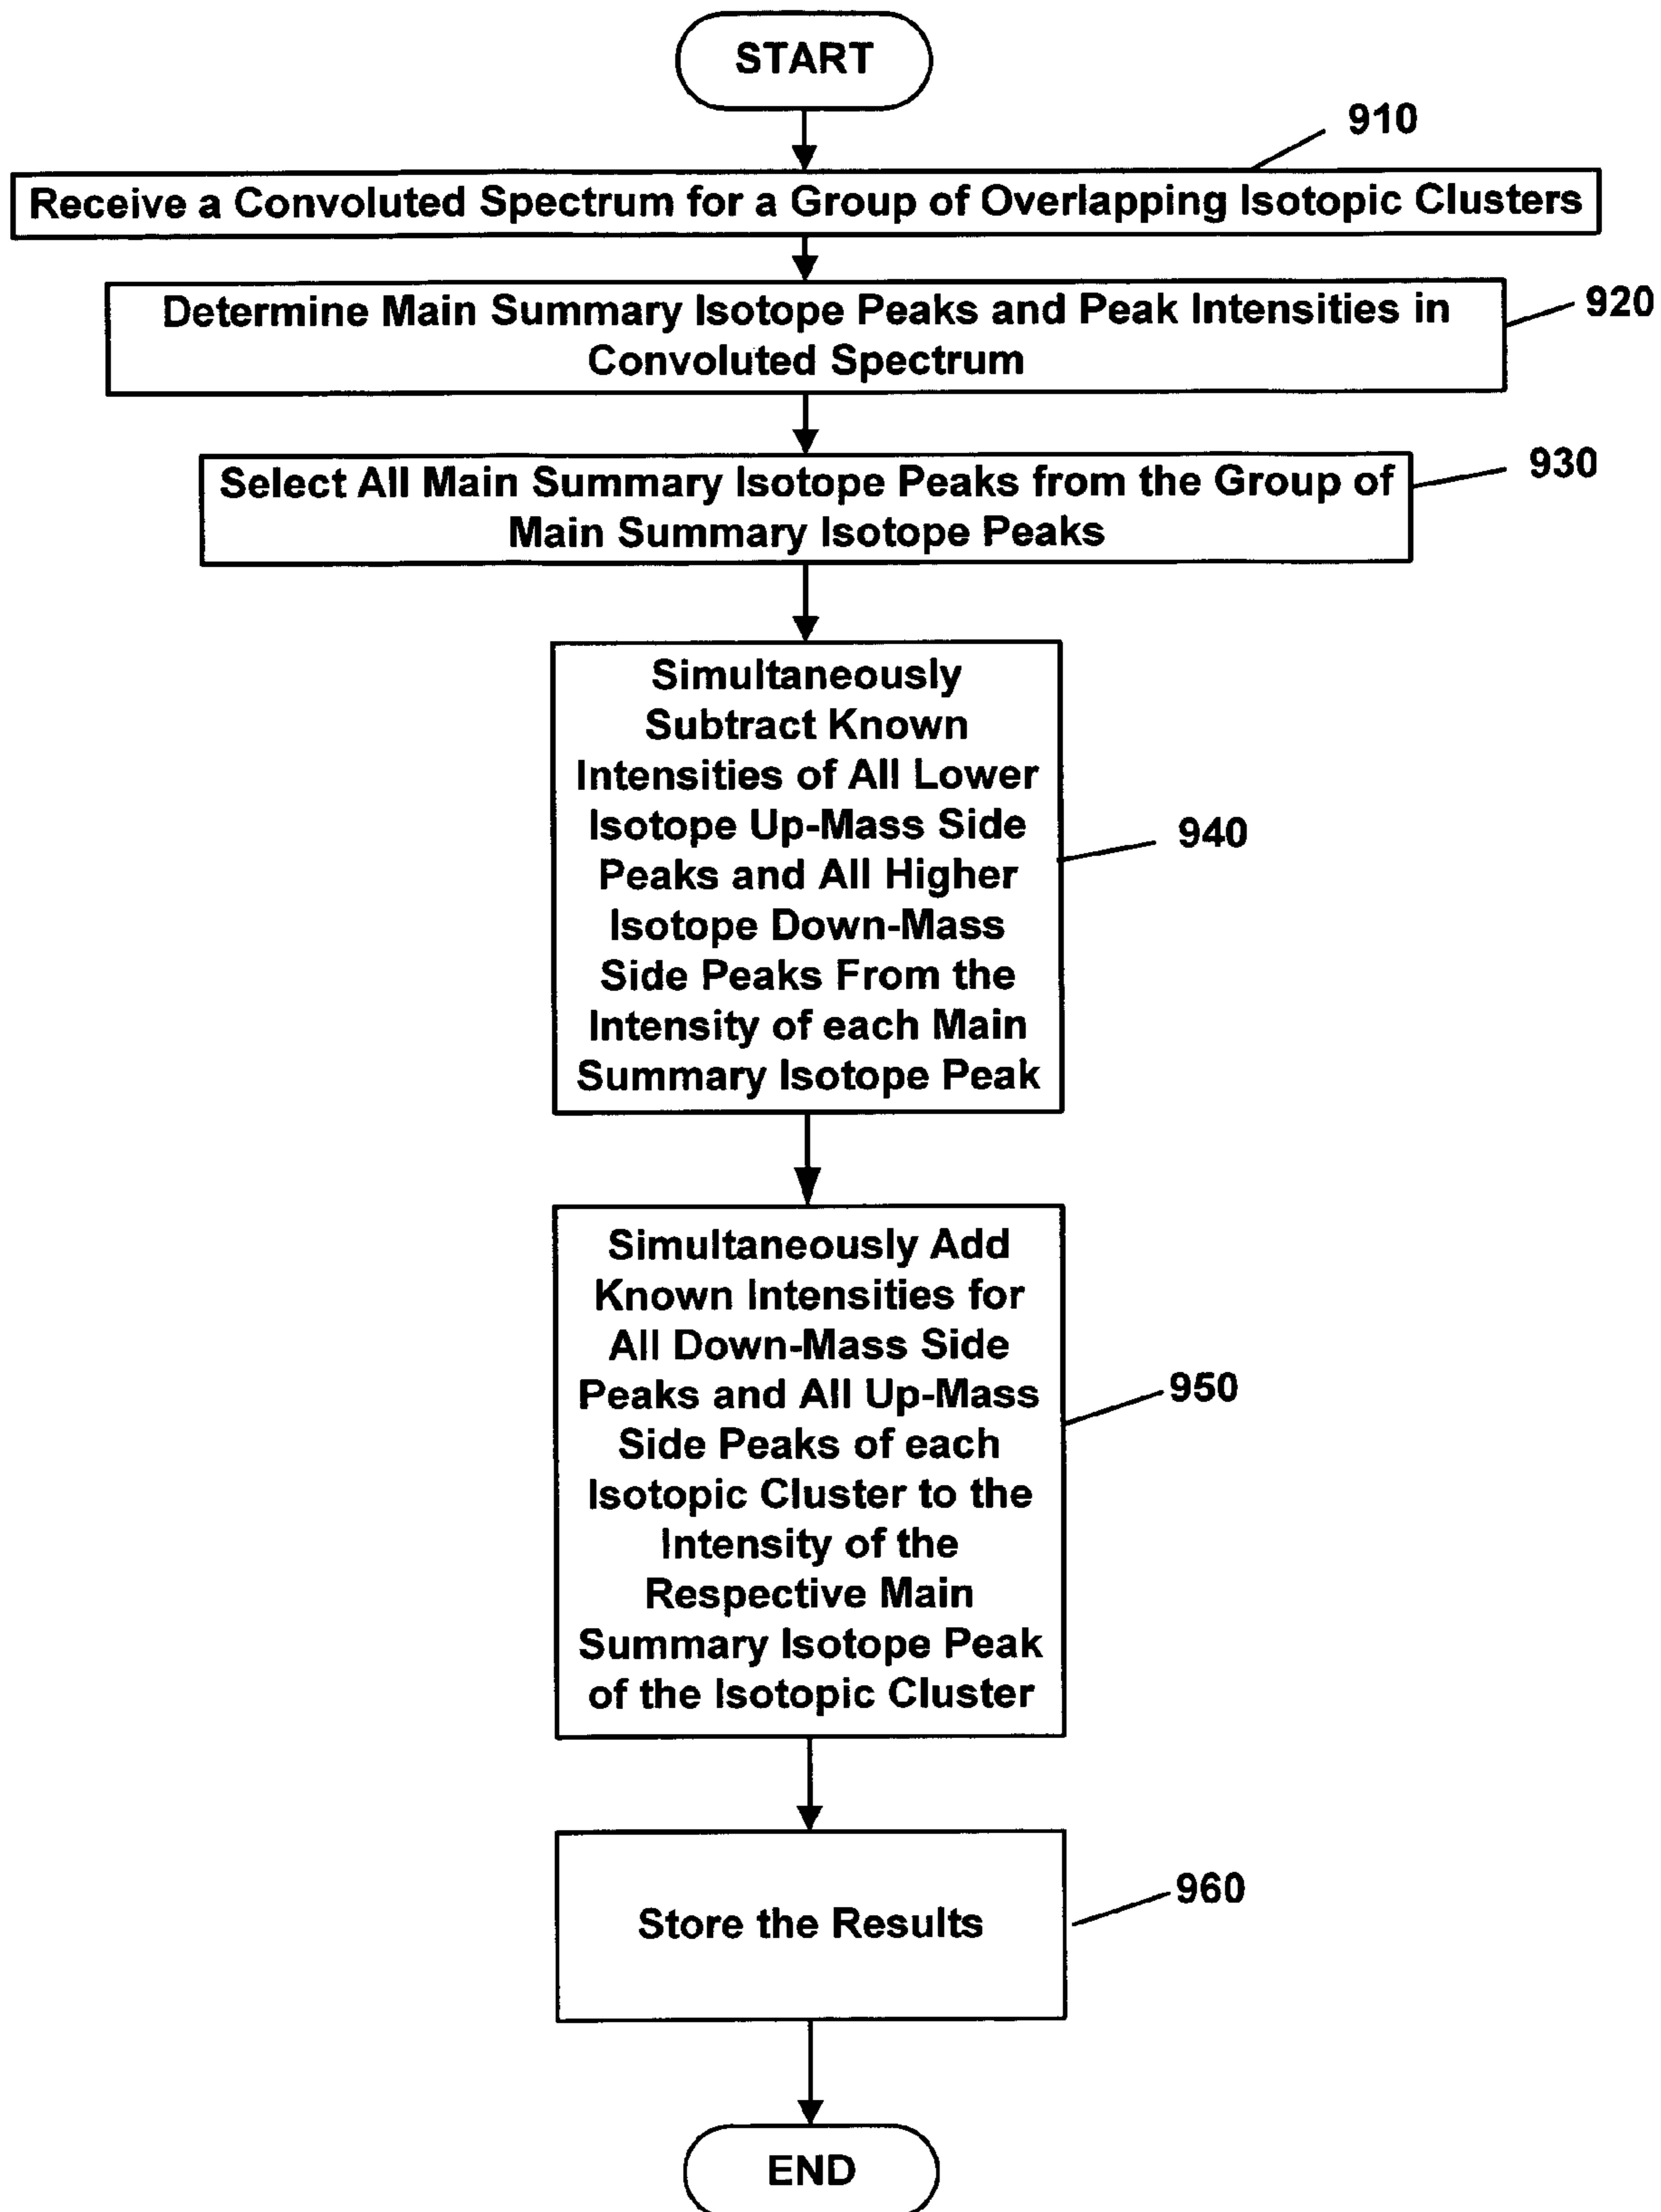 START
910
Receive a Convoluted Spectrum for a Group of Overlapping Isotopic Clusters
Determine Main Summary Isotope Peaks and Peak Intensities in
Convoluted Spectrum
920
Select All Main Summary Isotope Peaks from the Group of
Main Summary Isotope Peaks
930
Simultaneously
Subtract Known
Intensities of All Lower
Isotope Up-Mass Side
Peaks and All Higher
Isotope Down-Mass
Side Peaks From the
Intensity of each Main
Summary Isotope Peak
940
Simultaneously Add
Known Intensities for
All Down-Mass Side
Peaks and All Up-Mass
Side Peaks of each
Isotopic Cluster to the
Intensity of the
Respective Main
Summary Isotope Peak
of the Isotopic Cluster
950
Store the Results
960
END